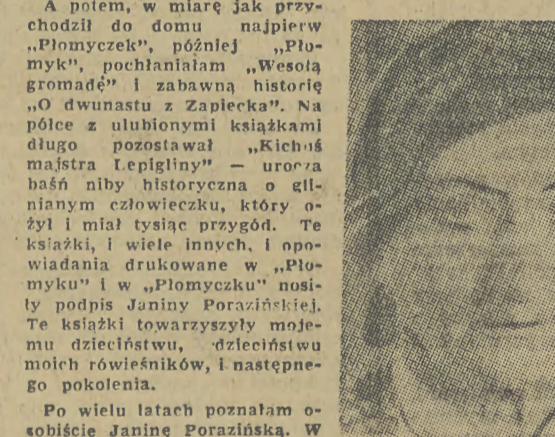 A potem, w miarę jak przy-
chodził do domu najpierw
„Płomyczek", później „Pło-
myk", pochłaniałam „Wesołą
gromadę" i zabawną historię
„O dwunastu z Zapiecka". Na
półce z ulubionymi książkami
długo pozostawał „Kichuś
majstra Lepigliny" — urocza
baśń niby historyczna o gli-
nianym człowieczku, który o-
żył i miał tysiąc przygód. Te
książki, i wiele innych, i opo-
wiadania drukowane w „Pło-
myku" i w „Płomyczku" nosi-
ły podpis Janiny Porazińskiej.
Te książki towarzyszyły moje-
mu dzieciństwu, dzieciństwu
moich rówieśników, i następne-
go pokolenia.
Po wielu latach poznałam o-
sobiście Janinę Porazińską. W